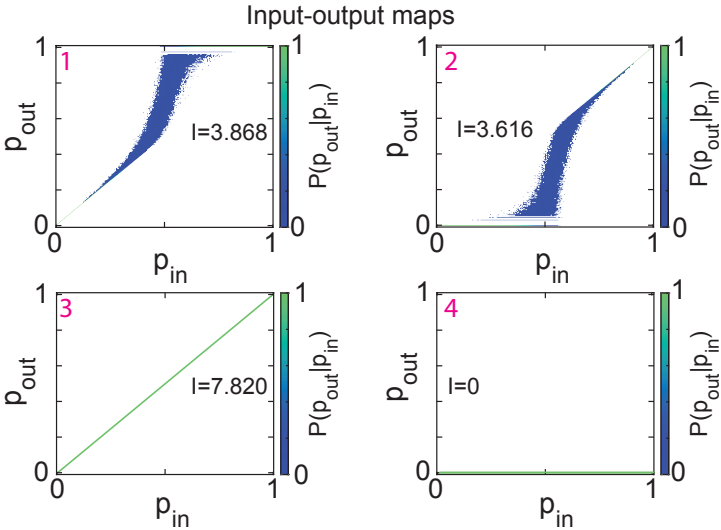 Input-output maps
1
1
p_out
I=3.868
0
0
1
p_in
1
P(p_out|p_in)
0
2
1
p_out
I=3.616
0
0
1
p_in
1
P(p_out|p_in)
0
3
1
p_out
I=7.820
0
0
1
p_in
1
P(p_out|p_in)
0
4
1
p_out
I=0
0
0
1
p_in
1
P(p_out|p_in)
0